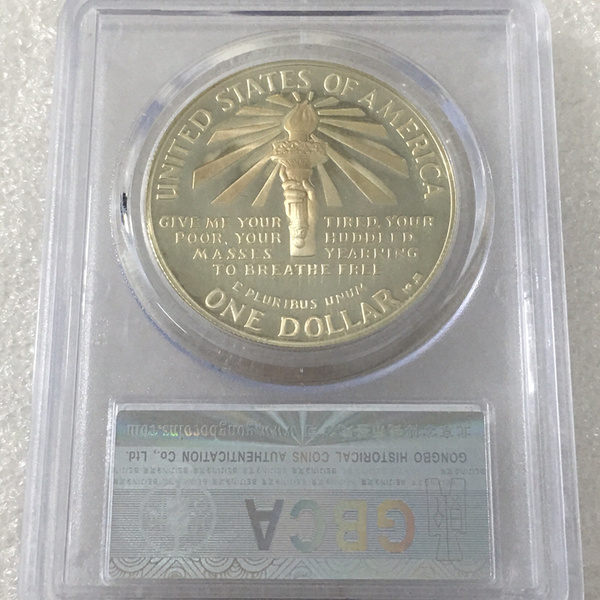 UNITED STATES OF AMERICA
GIVE ME YOUR TIRED, YOUR
POOR, YOUR HUDDLED
MASSES YEARNING
TO BREATHE FREE
E PLURIBUS UNUM
ONE DOLLAR
GONGBO HISTORICAL COINS AUTHENTICATION Co., Ltd.
GBCA